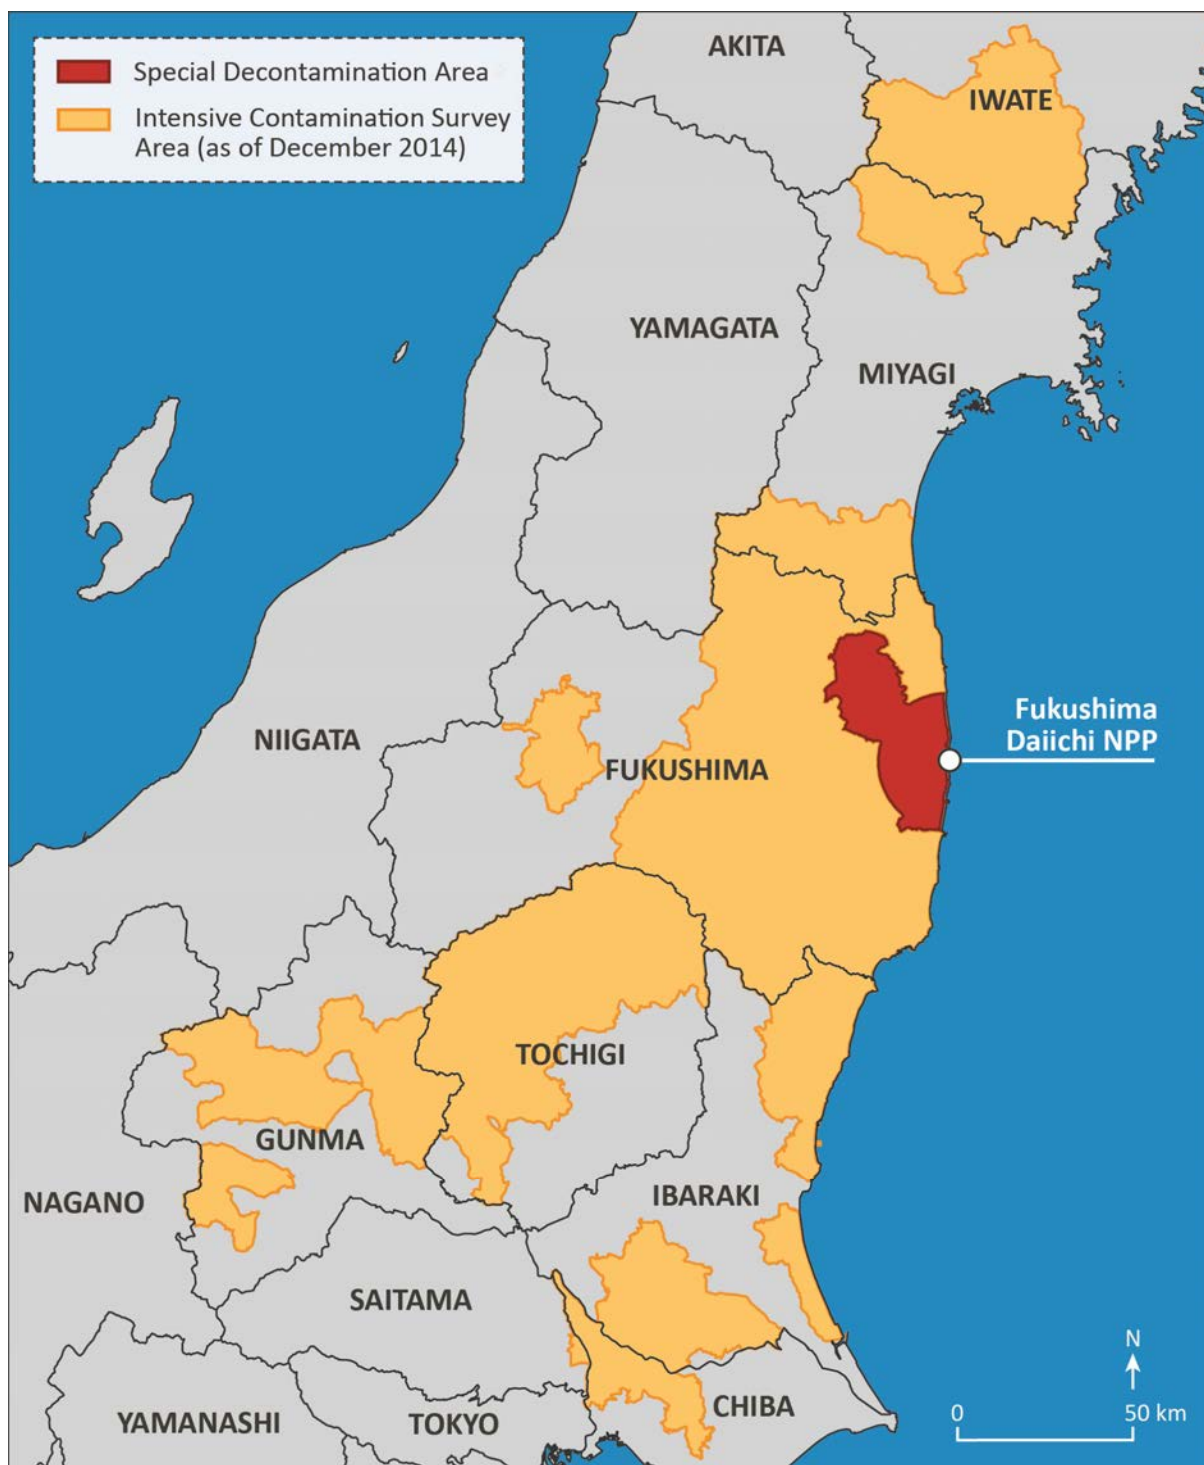 Special Decontamination Area
Intensive Contamination Survey
Area (as of December 2014)
AKITA
IWATE
YAMAGATA
MIYAGI
Fukushima
Daiichi NPP
NIIGATA
FUKUSHIMA
TOCHIGI
GUNMA
NAGANO
IBARAKI
SAITAMA
N
YAMANASHI
TOKYO
CHIBA
0
50 km